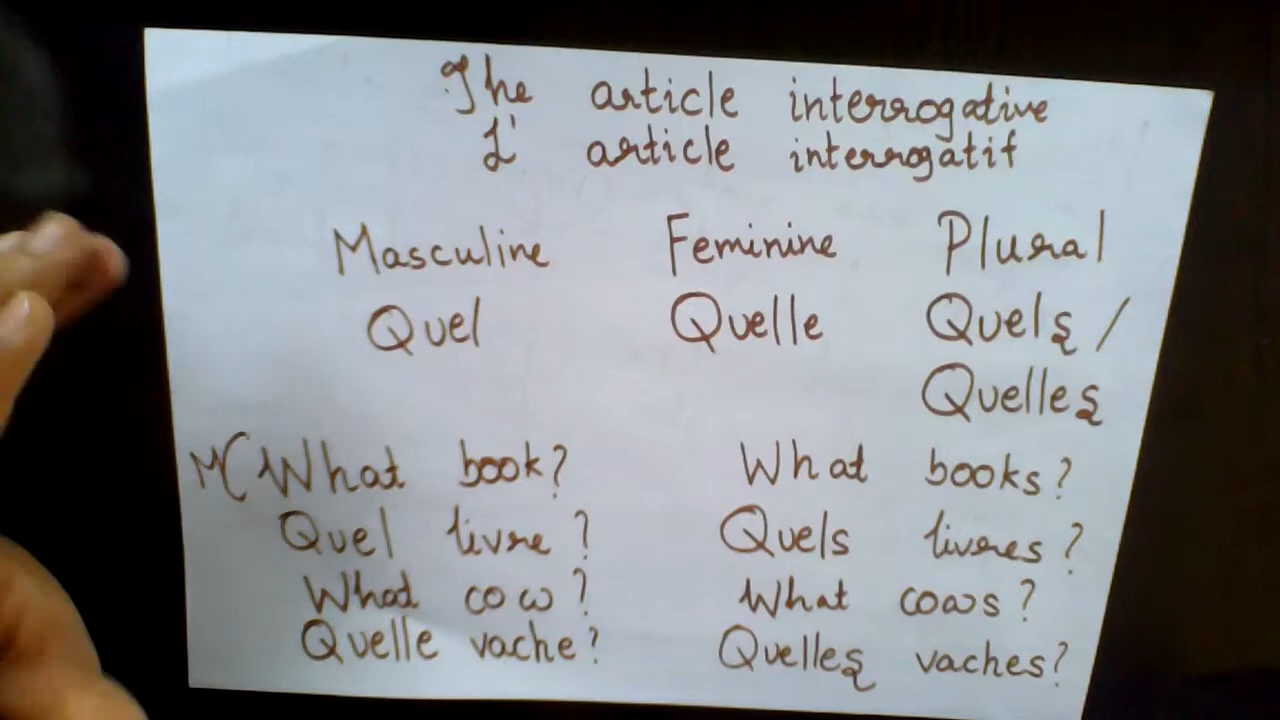 The article interrogative
L' article interrogatif
Masculine Feminine Plural
Quel Quelle Quels /
Quelles
M( What book? What books?
Quel livre? Quels livres?
What cow? What cows?
Quelle vache? Quelles vaches?